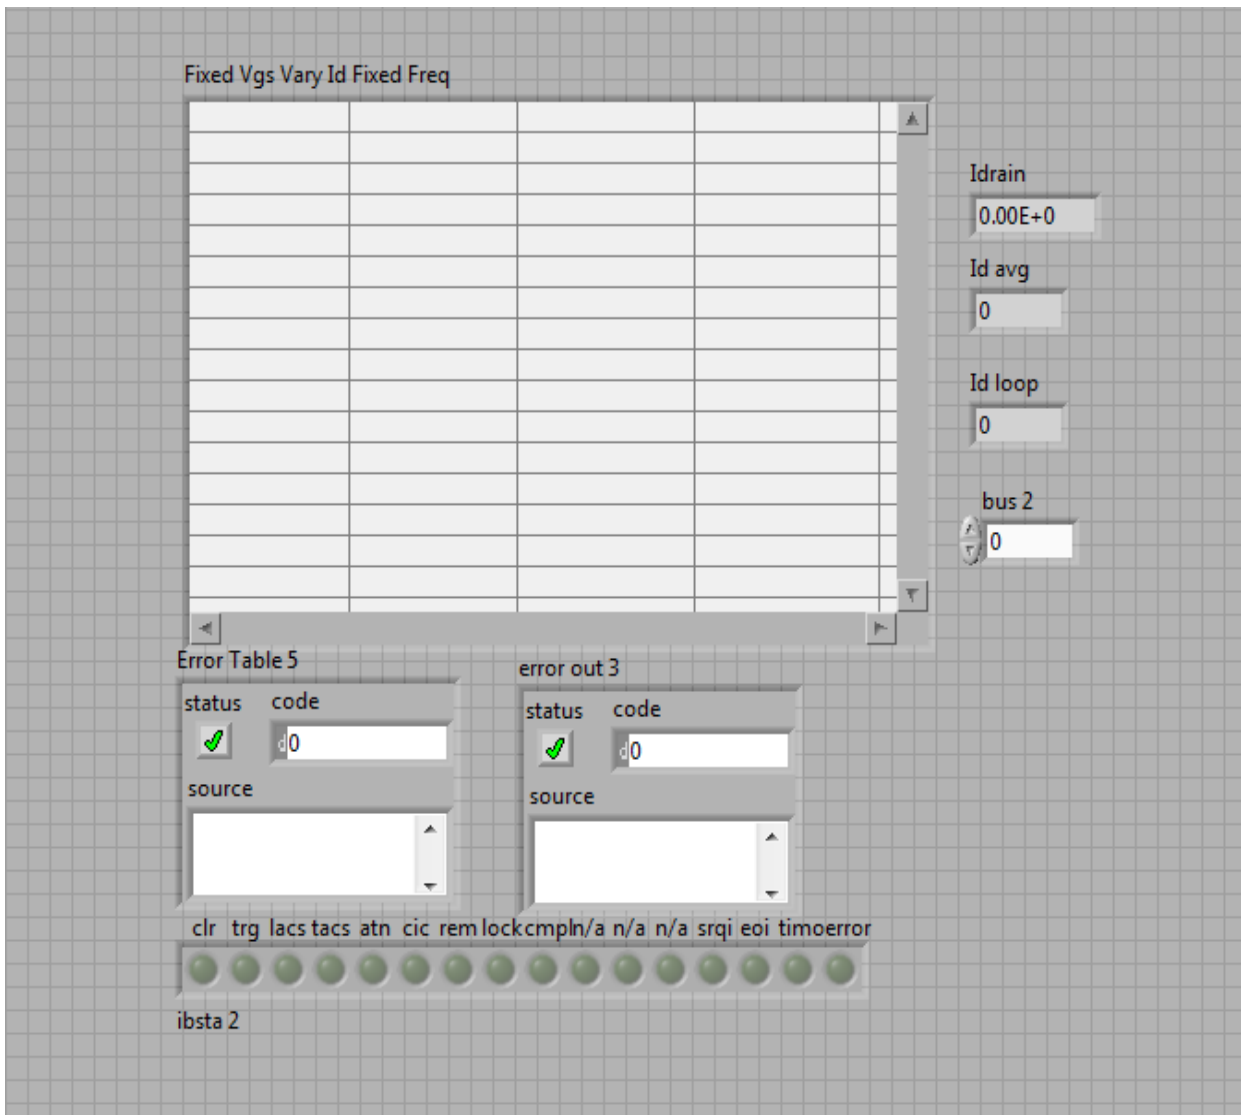 Fixed Vgs Vary Id Fixed Freq
Idrain
0.00E+0
Id avg
0
Id loop
0
bus 2
0
Error Table 5
status code
d0
source
error out 3
status code
d0
source
clr trg lacs tacs atn cic rem lock cmpl n/a n/a n/a srqi eoi timo error
ibsta 2